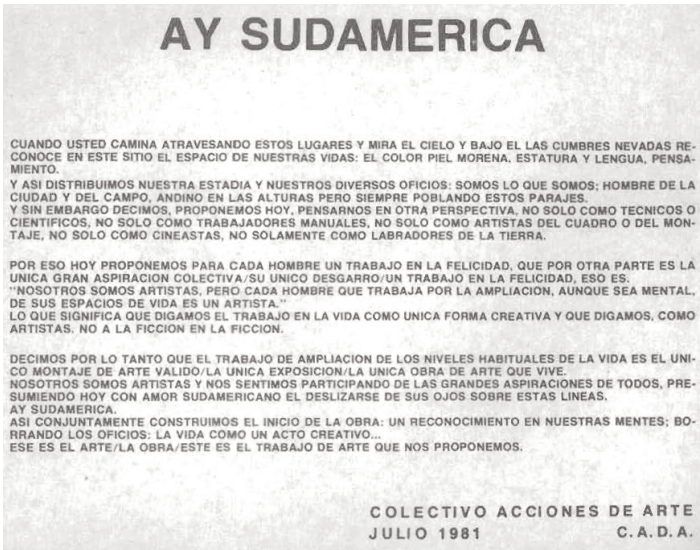 AY SUDAMERICA
CUANDO USTED CAMINA ATRAVESANDO ESTOS LUGARES Y MIRA EL CIELO Y BAJO EL LAS CUMBRES NEVADAS RE-
CONOCE EN ESTE SITIO EL ESPACIO DE NUESTRAS VIDAS: EL COLOR PIEL MORENA, ESTATURA Y LENGUA, PENSA-
MIENTO.
Y ASI DISTRIBUIMOS NUESTRA ESTADIA Y NUESTROS DIVERSOS OFICIOS: SOMOS LO QUE SOMOS; HOMBRE DE LA
CIUDAD Y DEL CAMPO, ANDINO EN LAS ALTURAS PERO SIEMPRE POBLANDO ESTOS PARAJES.
Y SIN EMBARGO DECIMOS, PROPONEMOS HOY, PENSARNOS EN OTRA PERSPECTIVA, NO SOLO COMO TECNICOS O
CIENTIFICOS, NO SOLO COMO TRABAJADORES MANUALES, NO SOLO COMO ARTISTAS DEL CUADRO O DEL MON-
TAJE, NO SOLO COMO CINEASTAS, NO SOLAMENTE COMO LABRADORES DE LA TIERRA.
POR ESO HOY PROPONEMOS PARA CADA HOMBRE UN TRABAJO EN LA FELICIDAD, QUE POR OTRA PARTE ES LA
UNICA GRAN ASPIRACION COLECTIVA/SU UNICO DESGARRO/UN TRABAJO EN LA FELICIDAD, ESO ES.
"NOSOTROS SOMOS ARTISTAS, PERO CADA HOMBRE QUE TRABAJA POR LA AMPLIACION, AUNQUE SEA MENTAL,
DE SUS ESPACIOS DE VIDA ES UN ARTISTA."
LO QUE SIGNIFICA QUE DIGAMOS EL TRABAJO EN LA VIDA COMO UNICA FORMA CREATIVA Y QUE DIGAMOS, COMO
ARTISTAS, NO A LA FICCION EN LA FICCION.
DECIMOS POR LO TANTO QUE EL TRABAJO DE AMPLIACION DE LOS NIVELES HABITUALES DE LA VIDA ES EL UNI-
CO MONTAJE DE ARTE VALIDO/LA UNICA EXPOSICION/LA UNICA OBRA DE ARTE QUE VIVE.
NOSOTROS SOMOS ARTISTAS Y NOS SENTIMOS PARTICIPANDO DE LAS GRANDES ASPIRACIONES DE TODOS, PRE-
SUMIENDO HOY CON AMOR SUDAMERICANO EL DESLIZARSE DE SUS OJOS SOBRE ESTAS LINEAS.
AY SUDAMERICA.
ASI CONJUNTAMENTE CONSTRUIMOS EL INICIO DE LA OBRA: UN RECONOCIMIENTO EN NUESTRAS MENTES; BO-
RRANDO LOS OFICIOS: LA VIDA COMO UN ACTO CREATIVO...
ESE ES EL ARTE/LA OBRA/ESTE ES EL TRABAJO DE ARTE QUE NOS PROPONEMOS.
COLECTIVO ACCIONES DE ARTE
JULIO 1981 C.A.D.A.